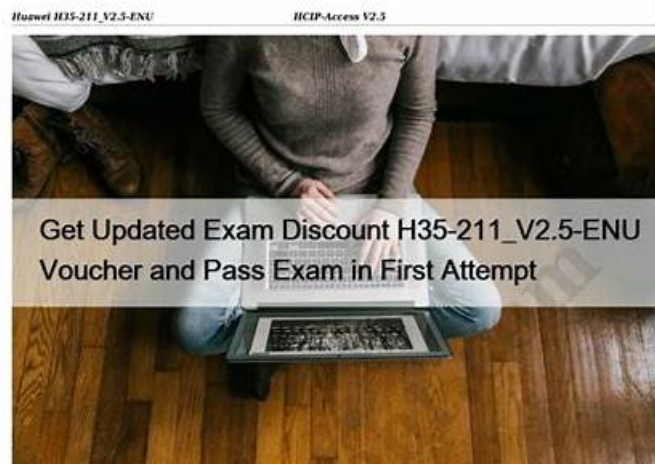 Huawei H35-211_V2.5-ENU HCIP-Access V2.5
Get Updated Exam Discount H35-211_V2.5-ENU
Voucher and Pass Exam in First Attempt